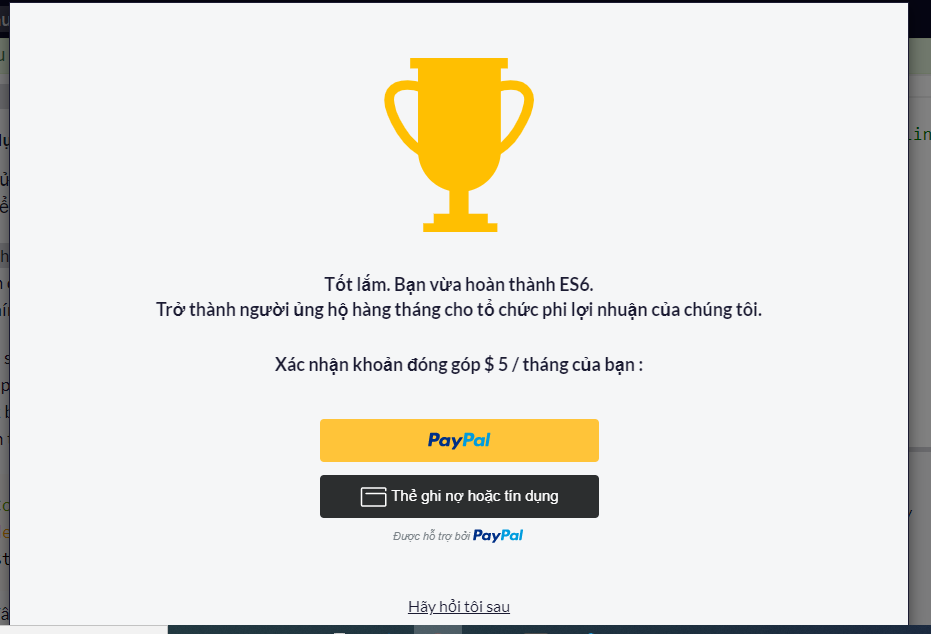 Tốt lắm. Bạn vừa hoàn thành ES6.
Trở thành người ủng hộ hàng tháng cho tổ chức phi lợi nhuận của chúng tôi.
Xác nhận khoản đóng góp $ 5 / tháng của bạn :
PayPal
Thẻ ghi nợ hoặc tín dụng
Được hỗ trợ bởi PayPal
Hãy hỏi tôi sau